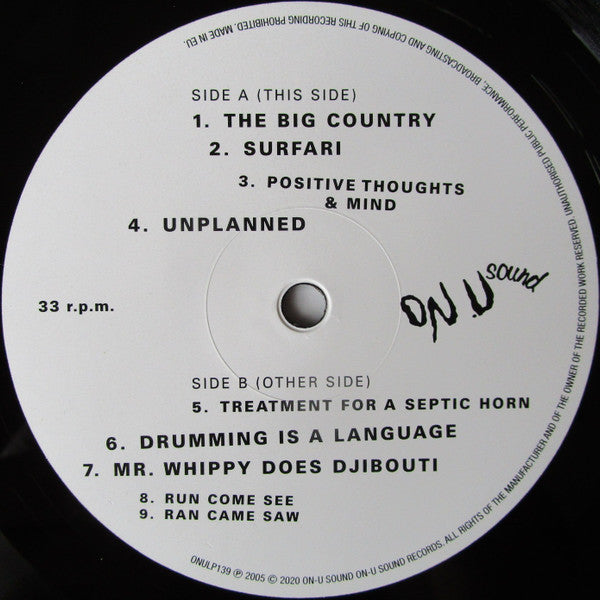 SIDE A (THIS SIDE)
1. THE BIG COUNTRY
2. SURFARI
3. POSITIVE THOUGHTS
& MIND
4. UNPLANNED
33 r.p.m.
ON.U sound
SIDE B (OTHER SIDE)
5. TREATMENT FOR A SEPTIC HORN
6. DRUMMING IS A LANGUAGE
7. MR. WHIPPY DOES DJIBOUTI
8. RUN COME SEE
9. RAN CAME SAW
ONULP139 ℗ 2005 © 2020 ON-U SOUND ON-U SOUND RECORDS. ALL RIGHTS OF THE MANUFACTURER AND OF THE OWNER OF THE RECORDED WORK RESERVED. UNAUTHORISED PUBLIC PERFORMANCE, BROADCASTING AND COPYING OF THIS RECORDING PROHIBITED. MADE IN EU.